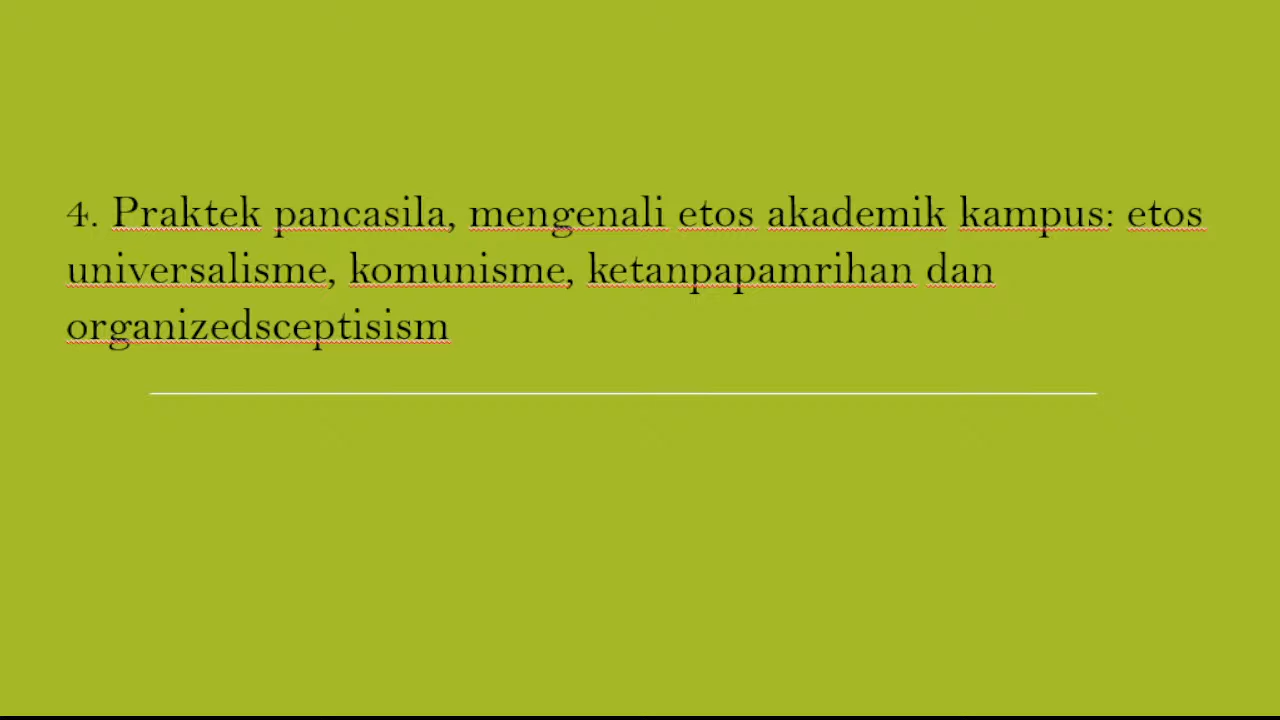 4. Praktek pancasila, mengenali etos akademik kampus: etos
universalisme, komunisme, ketanpapamrihan dan
organizedsceptisism